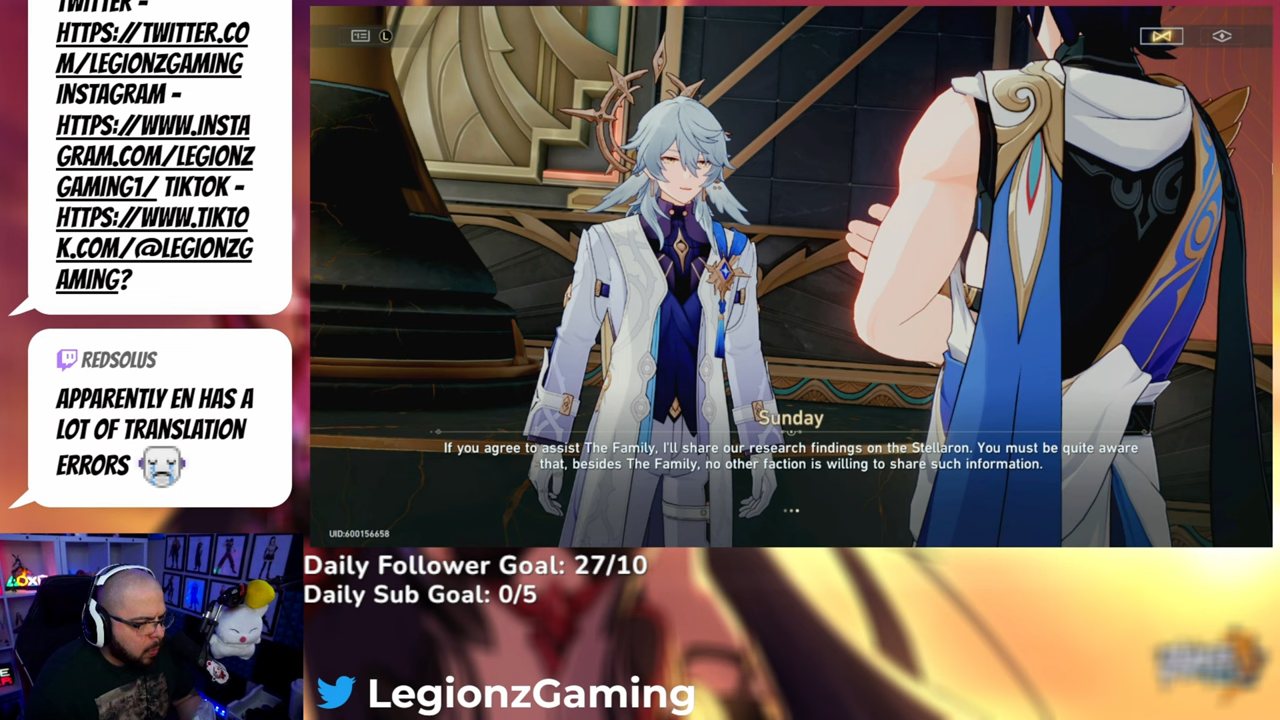 TWITTER -
HTTPS://TWITTER.CO
M/LEGIONZGAMING
INSTAGRAM -
HTTPS://WWW.INSTA
GRAM.COM/LEGIONZ
GAMING1/ TIKTOK -
HTTPS://WWW.TIKTO
K.COM/@LEGIONZG
AMING?
REDSOLUS
APPARENTLY EN HAS A
LOT OF TRANSLATION
ERRORS
L
Sunday
If you agree to assist The Family, I'll share our research findings on the Stellaron. You must be quite aware
that, besides The Family, no other faction is willing to share such information.
UID:600156658
Daily Follower Goal: 27/10
Daily Sub Goal: 0/5
LegionzGaming